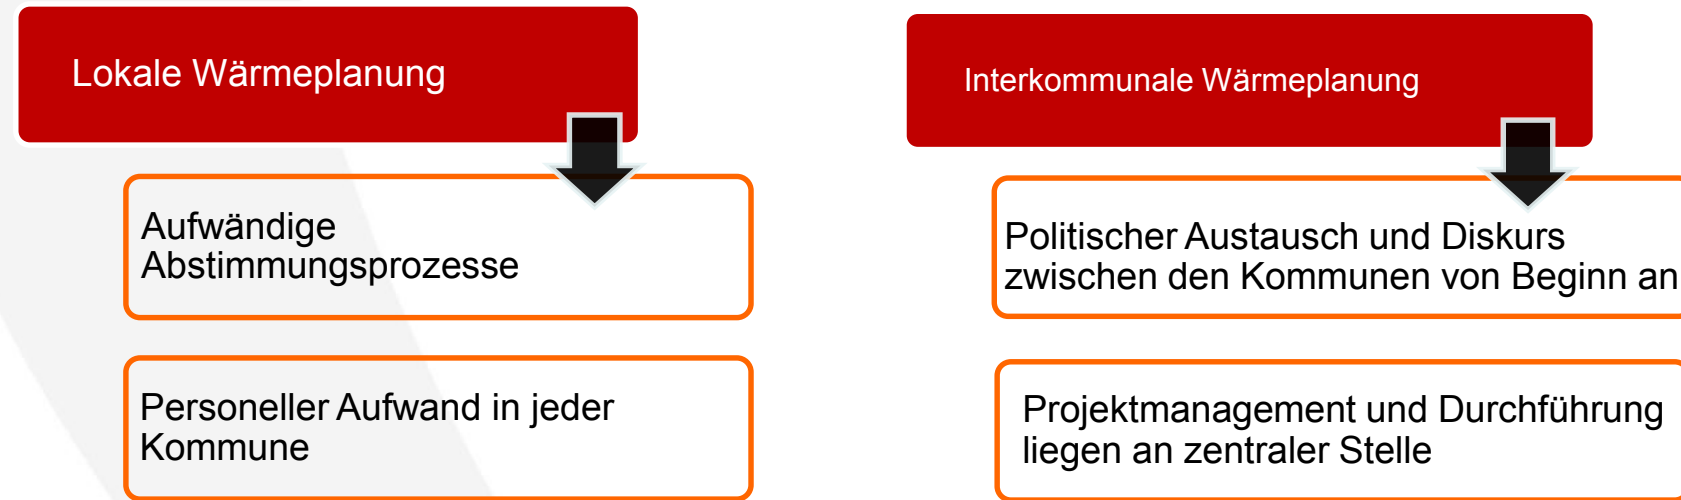 Lokale Wärmeplanung
Aufwändige
Abstimmungsprozesse
Personeller Aufwand in jeder
Kommune
Interkommunale Wärmeplanung
Politischer Austausch und Diskurs
zwischen den Kommunen von Beginn an
Projektmanagement und Durchführung
liegen an zentraler Stelle